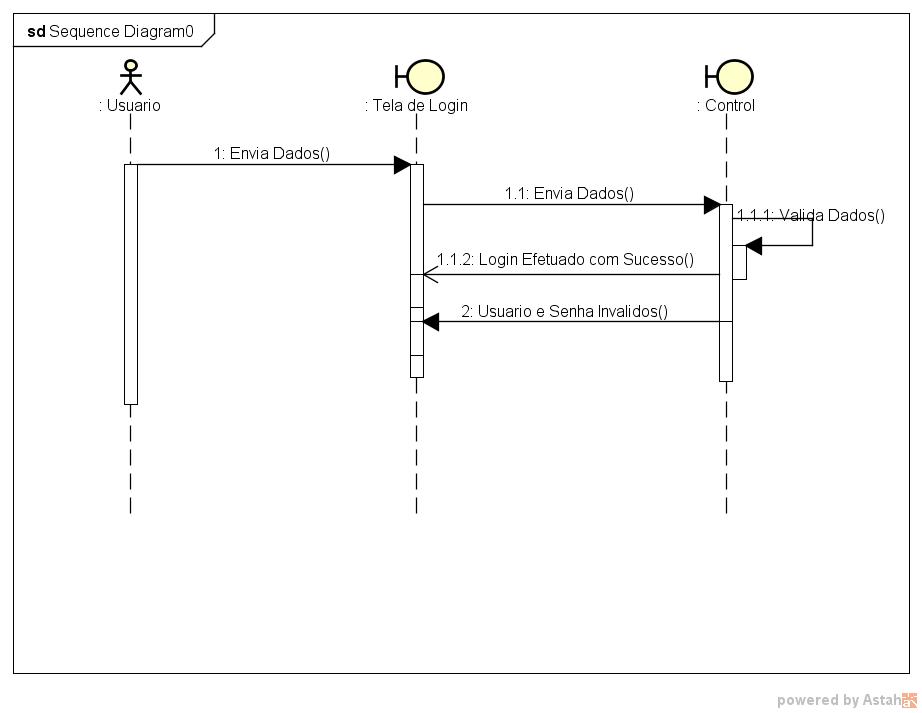 sd Sequence Diagram0
: Usuario
: Tela de Login
: Control
1: Envia Dados()
1.1: Envia Dados()
1.1.1: Valida Dados()
1.1.2: Login Efetuado com Sucesso()
2: Usuario e Senha Invalidos()
powered by Astah